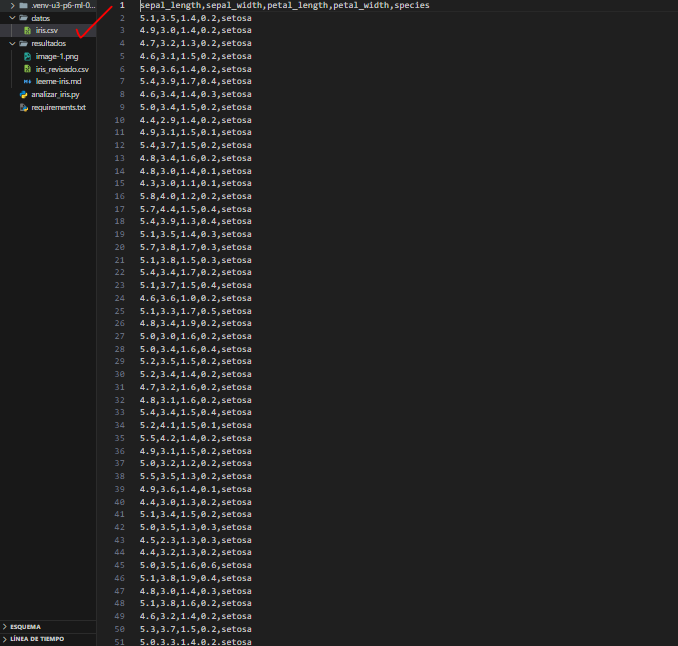 .venv-u3-p6-ml-0...
datos
iris.csv
resultados
image-1.png
iris_revisado.csv
leeme-iris.md
analizar_iris.py
requirements.txt
ESQUEMA
LÍNEA DE TIEMPO
1 sepal_length,sepal_width,petal_length,petal_width,species
2 5.1,3.5,1.4,0.2,setosa
3 4.9,3.0,1.4,0.2,setosa
4 4.7,3.2,1.3,0.2,setosa
5 4.6,3.1,1.5,0.2,setosa
6 5.0,3.6,1.4,0.2,setosa
7 5.4,3.9,1.7,0.4,setosa
8 4.6,3.4,1.4,0.3,setosa
9 5.0,3.4,1.5,0.2,setosa
10 4.4,2.9,1.4,0.2,setosa
11 4.9,3.1,1.5,0.1,setosa
12 5.4,3.7,1.5,0.2,setosa
13 4.8,3.4,1.6,0.2,setosa
14 4.8,3.0,1.4,0.1,setosa
15 4.3,3.0,1.1,0.1,setosa
16 5.8,4.0,1.2,0.2,setosa
17 5.7,4.4,1.5,0.4,setosa
18 5.4,3.9,1.3,0.4,setosa
19 5.1,3.5,1.4,0.3,setosa
20 5.7,3.8,1.7,0.3,setosa
21 5.1,3.8,1.5,0.3,setosa
22 5.4,3.4,1.7,0.2,setosa
23 5.1,3.7,1.5,0.4,setosa
24 4.6,3.6,1.0,0.2,setosa
25 5.1,3.3,1.7,0.5,setosa
26 4.8,3.4,1.9,0.2,setosa
27 5.0,3.0,1.6,0.2,setosa
28 5.0,3.4,1.6,0.4,setosa
29 5.2,3.5,1.5,0.2,setosa
30 5.2,3.4,1.4,0.2,setosa
31 4.7,3.2,1.6,0.2,setosa
32 4.8,3.1,1.6,0.2,setosa
33 5.4,3.4,1.5,0.4,setosa
34 5.2,4.1,1.5,0.1,setosa
35 5.5,4.2,1.4,0.2,setosa
36 4.9,3.1,1.5,0.2,setosa
37 5.0,3.2,1.2,0.2,setosa
38 5.5,3.5,1.3,0.2,setosa
39 4.9,3.6,1.4,0.1,setosa
40 4.4,3.0,1.3,0.2,setosa
41 5.1,3.4,1.5,0.2,setosa
42 5.0,3.5,1.3,0.3,setosa
43 4.5,2.3,1.3,0.3,setosa
44 4.4,3.2,1.3,0.2,setosa
45 5.0,3.5,1.6,0.6,setosa
46 5.1,3.8,1.9,0.4,setosa
47 4.8,3.0,1.4,0.3,setosa
48 5.1,3.8,1.6,0.2,setosa
49 4.6,3.2,1.4,0.2,setosa
50 5.3,3.7,1.5,0.2,setosa
51 5.0,3.3,1.4,0.2,setosa